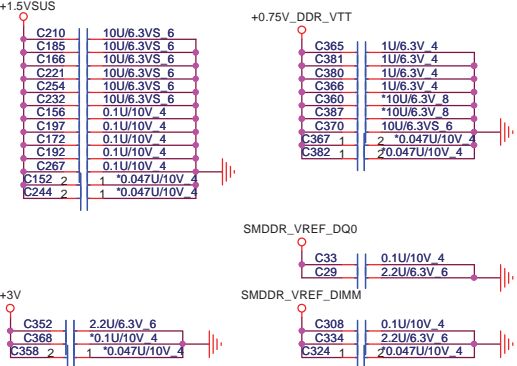 +1.5VSUS
C210 10U/6.3VS_6
C185 10U/6.3VS_6
C166 10U/6.3VS_6
C221 10U/6.3VS_6
C254 10U/6.3VS_6
C232 10U/6.3VS_6
C156 0.1U/10V_4
C197 0.1U/10V_4
C172 0.1U/10V_4
C192 0.1U/10V_4
C267 0.1U/10V_4
C152 2 1 *0.047U/10V_4
C244 2 1 *0.047U/10V_4
+0.75V_DDR_VTT
C365 1U/6.3V_4
C381 1U/6.3V_4
C380 1U/6.3V_4
C366 1U/6.3V_4
C360 *10U/6.3V_8
C387 *10U/6.3V_8
C370 10U/6.3VS_6
C367 1 2 *0.047U/10V_4
C382 1 2 *0.047U/10V_4
SMDDR_VREF_DQ0
C33 0.1U/10V_4
C29 2.2U/6.3V_6
+3V
C352 2.2U/6.3V_6
C368 *0.1U/10V_4
C358 2 1 *0.047U/10V_4
SMDDR_VREF_DIMM
C308 0.1U/10V_4
C334 2.2U/6.3V_6
C324 1 2 *0.047U/10V_4